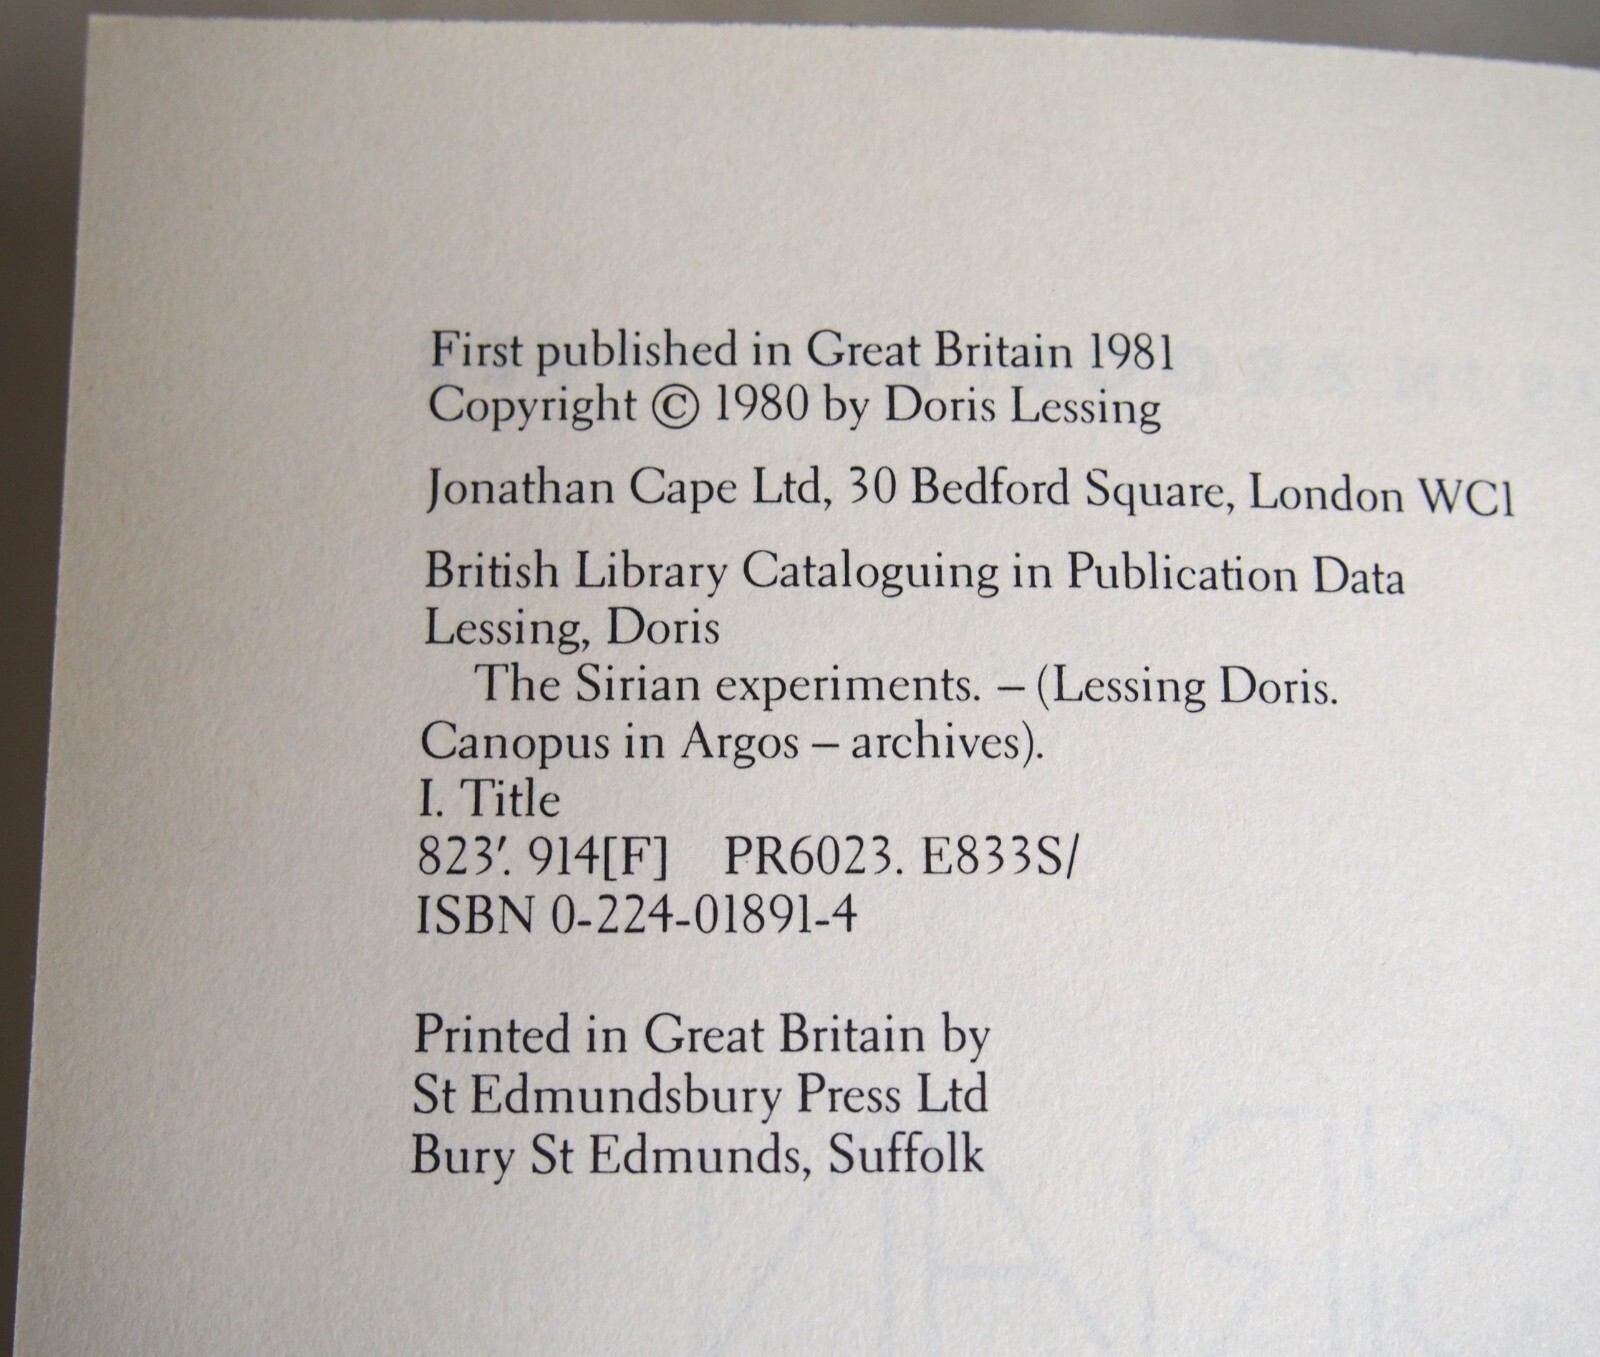 First published in Great Britain 1981
Copyright © 1980 by Doris Lessing
Jonathan Cape Ltd, 30 Bedford Square, London WC1
British Library Cataloguing in Publication Data
Lessing, Doris
The Sirian experiments. – (Lessing Doris.
Canopus in Argos – archives).
I. Title
823′. 914[F] PR6023. E833S/
ISBN 0-224-01891-4
Printed in Great Britain by
St Edmundsbury Press Ltd
Bury St Edmunds, Suffolk